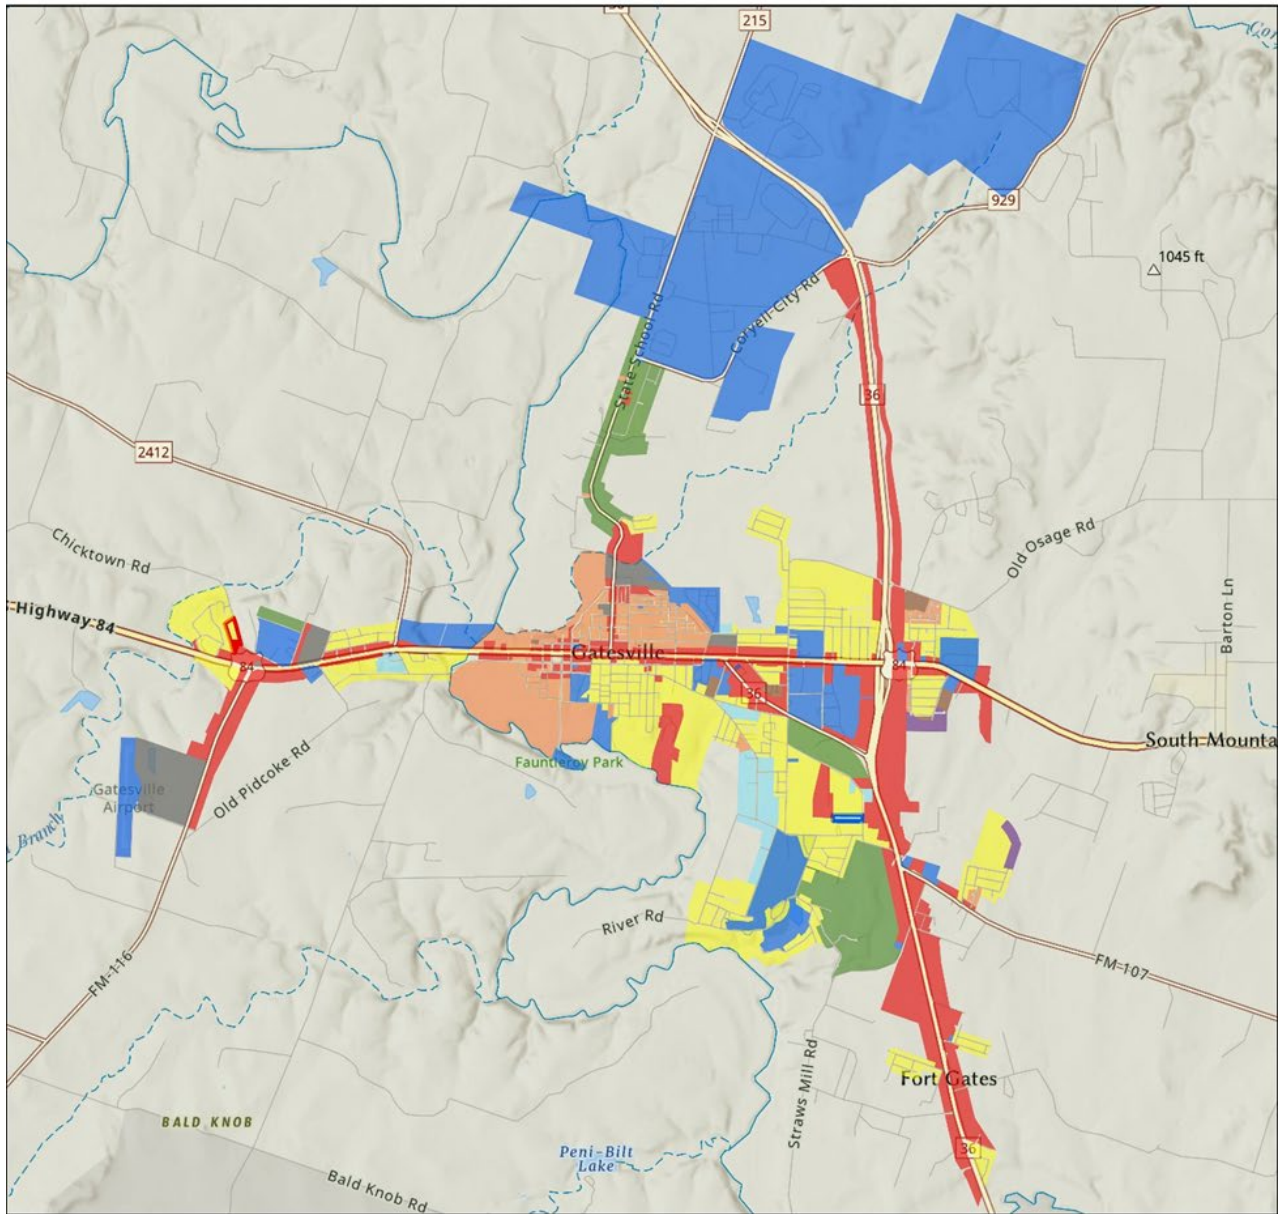 215
929
1045 ft
Coryell-City-Rd
State-School-Rd
36
2412
Chicktown Rd
Highway 84
Old Osage Rd
Barton Ln
Gatesville
84
84
36
South Mounta
Fauntleroy Park
Old Pidcoke Rd
Gatesville
Airport
Branch
River Rd
FM-116
FM 107
Straws Mill Rd
Fort Gates
BALD KNOB
Peni-Bilt
Lake
36
Bald Knob Rd